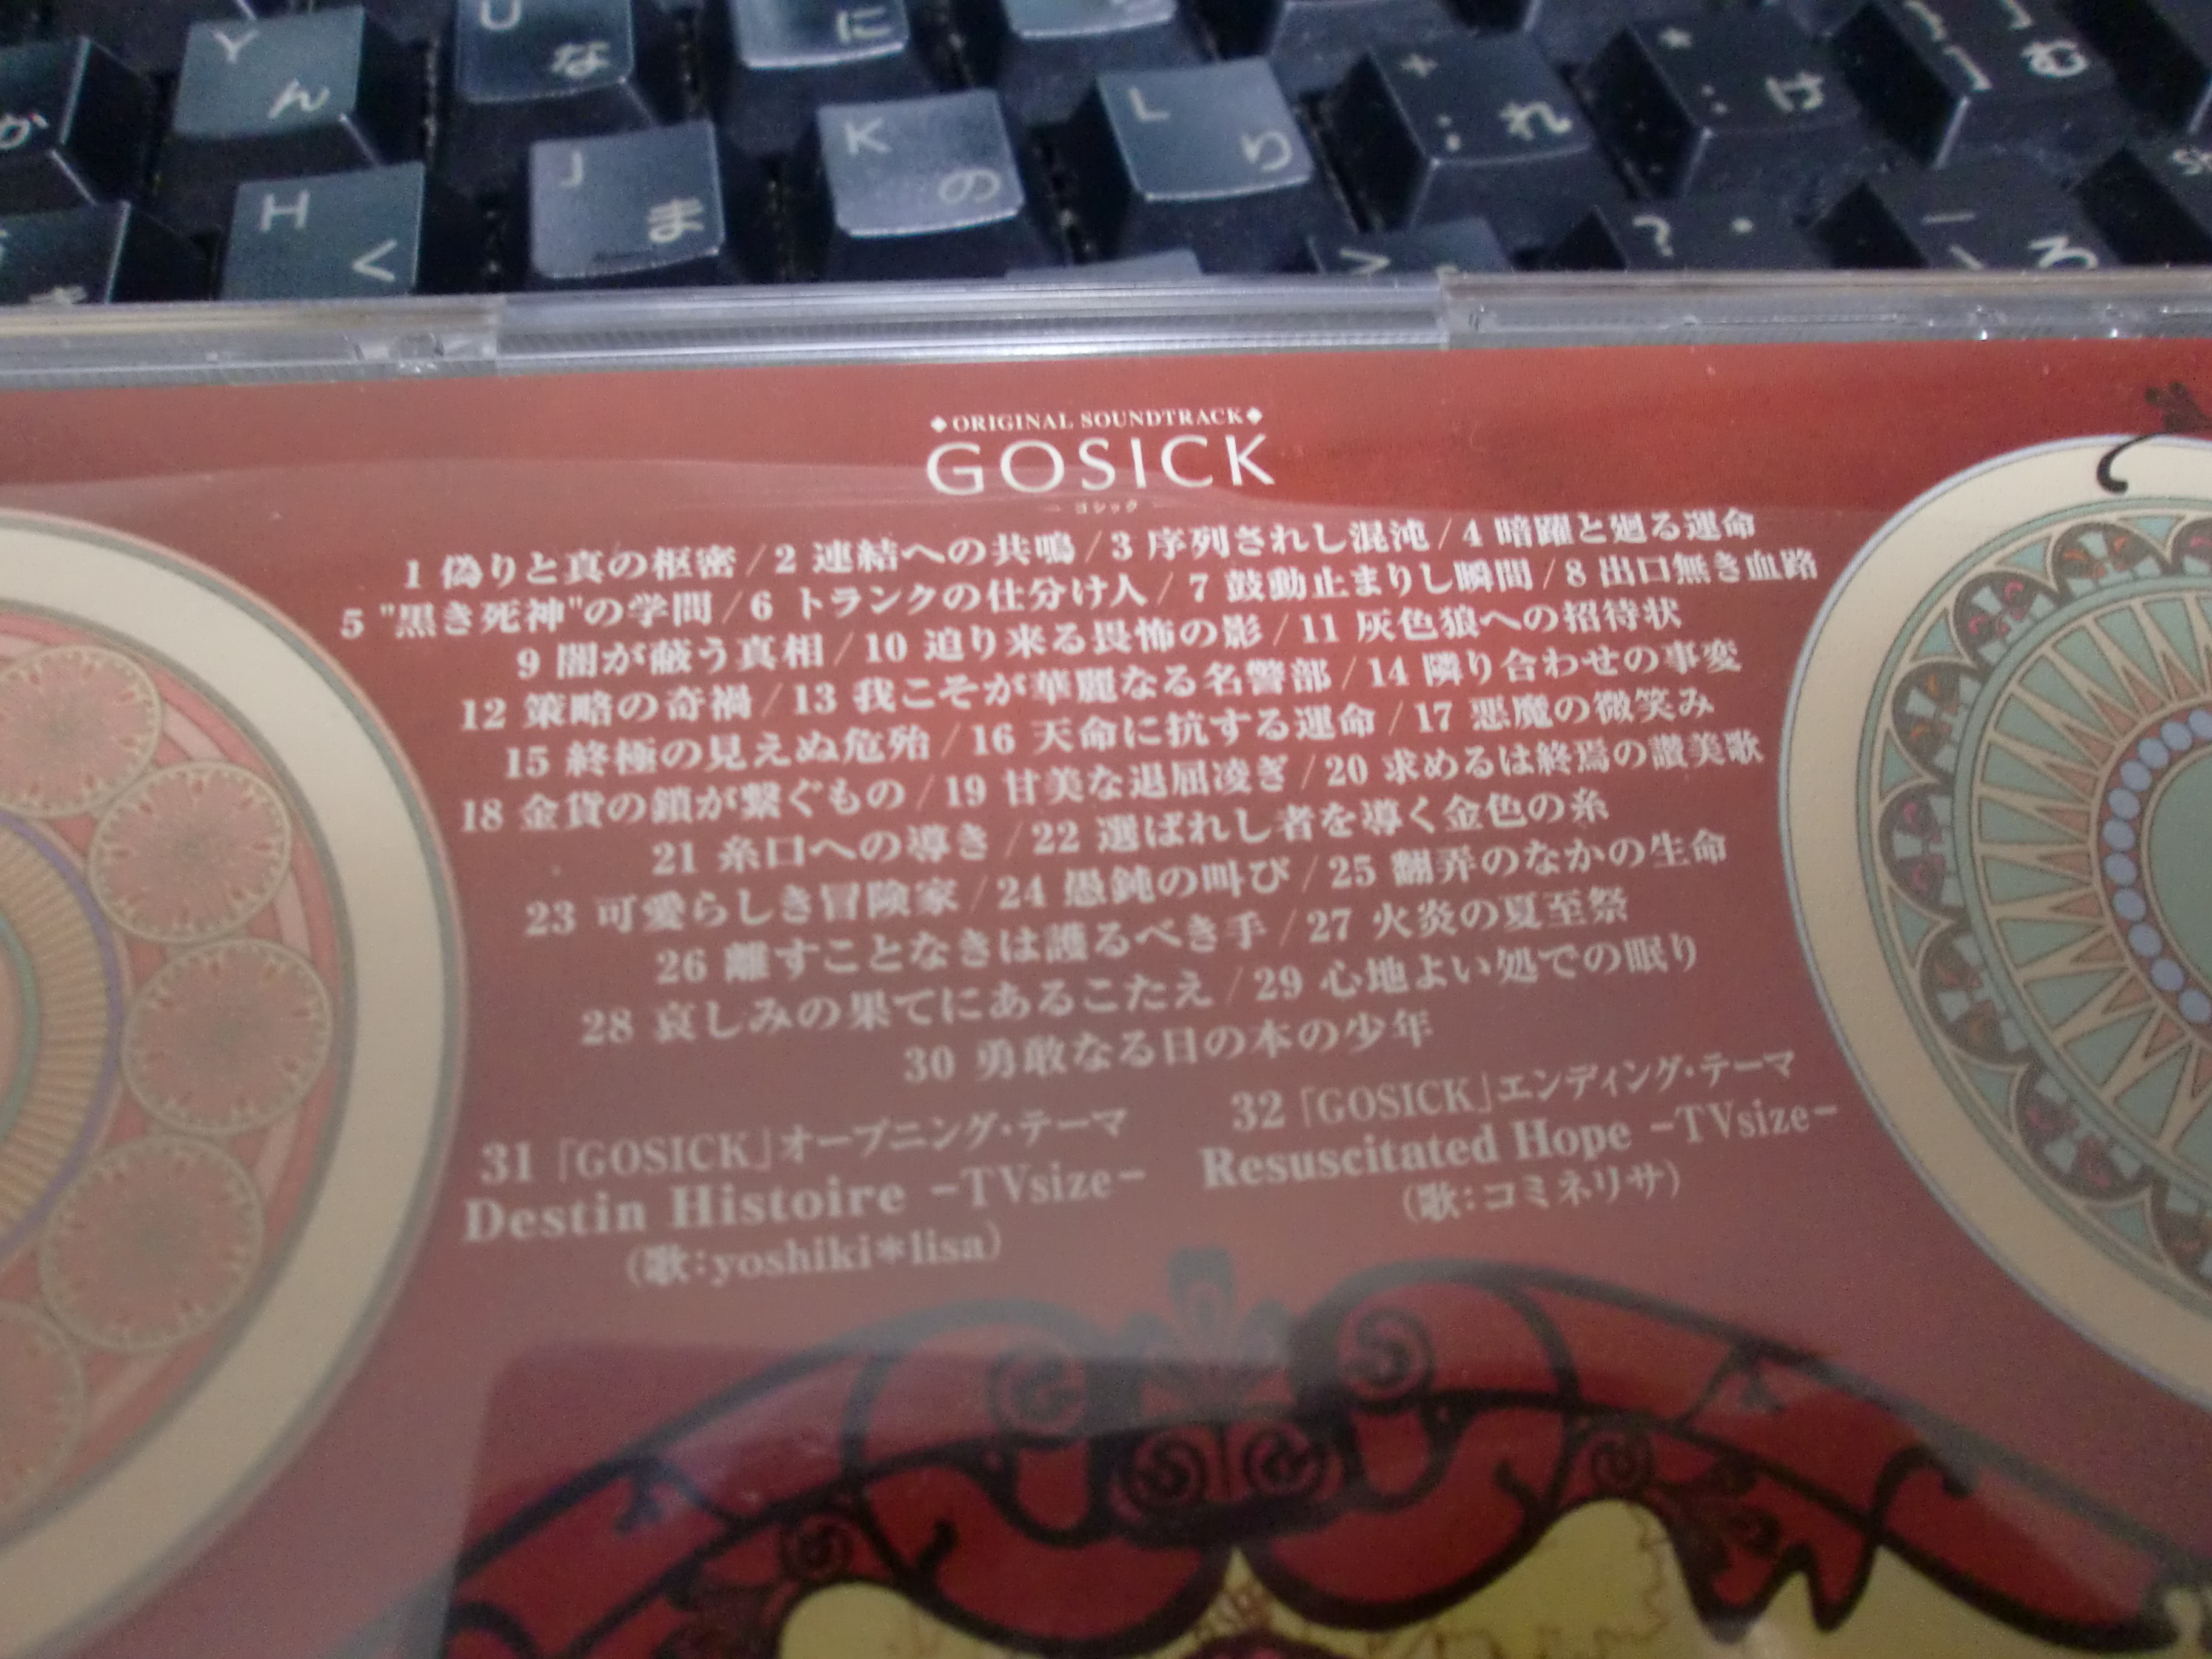 Y ん
U な
に
か
H く
J ま
K の
L り
+ ; れ
* : は
む
?
ろ
◆ORIGINAL SOUNDTRACK◆
GOSICK
ゴシック
1 偽りと真の枢密 / 2 連結への共鳴 / 3 序列されし混沌 / 4 暗躍と廻る運命
5 "黒き死神"の学問 / 6 トランクの仕分け人 / 7 鼓動止まりし瞬間 / 8 出口無き血路
9 闇が蔽う真相 / 10 迫り来る畏怖の影 / 11 灰色狼への招待状
12 策略の奇禍 / 13 我こそが華麗なる名警部 / 14 隣り合わせの事変
15 終極の見えぬ危殆 / 16 天命に抗する運命 / 17 悪魔の微笑み
18 金貨の鎖が繋ぐもの / 19 甘美な退屈凌ぎ / 20 求めるは終焉の讃美歌
21 糸口への導き / 22 選ばれし者を導く金色の糸
23 可愛らしき冒険家 / 24 愚鈍の叫び / 25 翻弄のなかの生命
26 離すことなきは護るべき手 / 27 火炎の夏至祭
28 哀しみの果てにあるこたえ / 29 心地よい処での眠り
30 勇敢なる日の本の少年
31 「GOSICK」オープニング・テーマ
Destin Histoire −TVsize−
（歌：yoshiki＊lisa）
32 「GOSICK」エンディング・テーマ
Resuscitated Hope −TVsize−
（歌：コミネリサ）